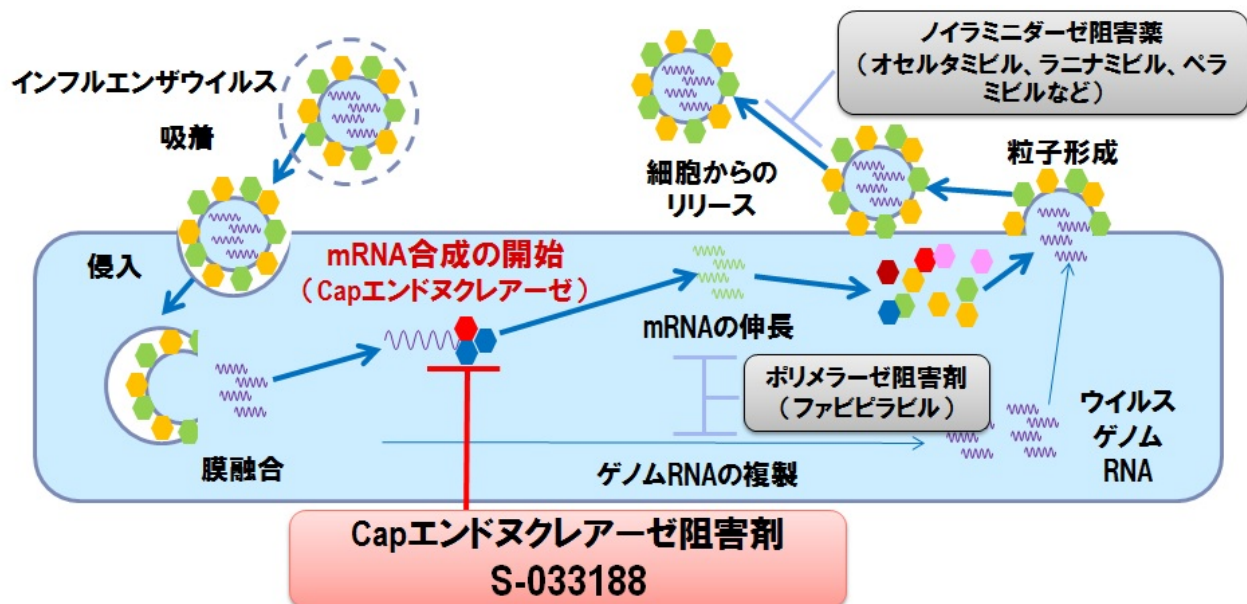 インフルエンザウイルス
吸着
侵入
膜融合
mRNA合成の開始
（Capエンドヌクレアーゼ）
mRNAの伸長
ポリメラーゼ阻害剤
（ファビピラビル）
ゲノムRNAの複製
ウイルス
ゲノム
RNA
粒子形成
細胞からの
リリース
ノイラミニダーゼ阻害薬
（オセルタミビル、ラニナミビル、ペラ
ミビルなど）
Capエンドヌクレアーゼ阻害剤
S-033188